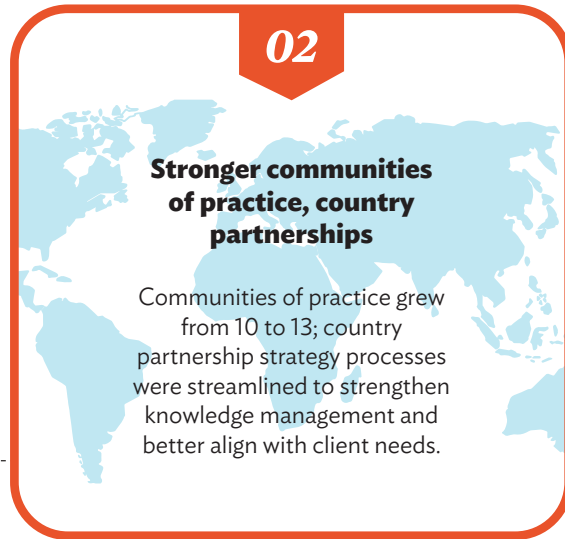 02
Stronger communities
of practice, country
partnerships
Communities of practice grew
from 10 to 13; country
partnership strategy processes
were streamlined to strengthen
knowledge management and
better align with client needs.
-